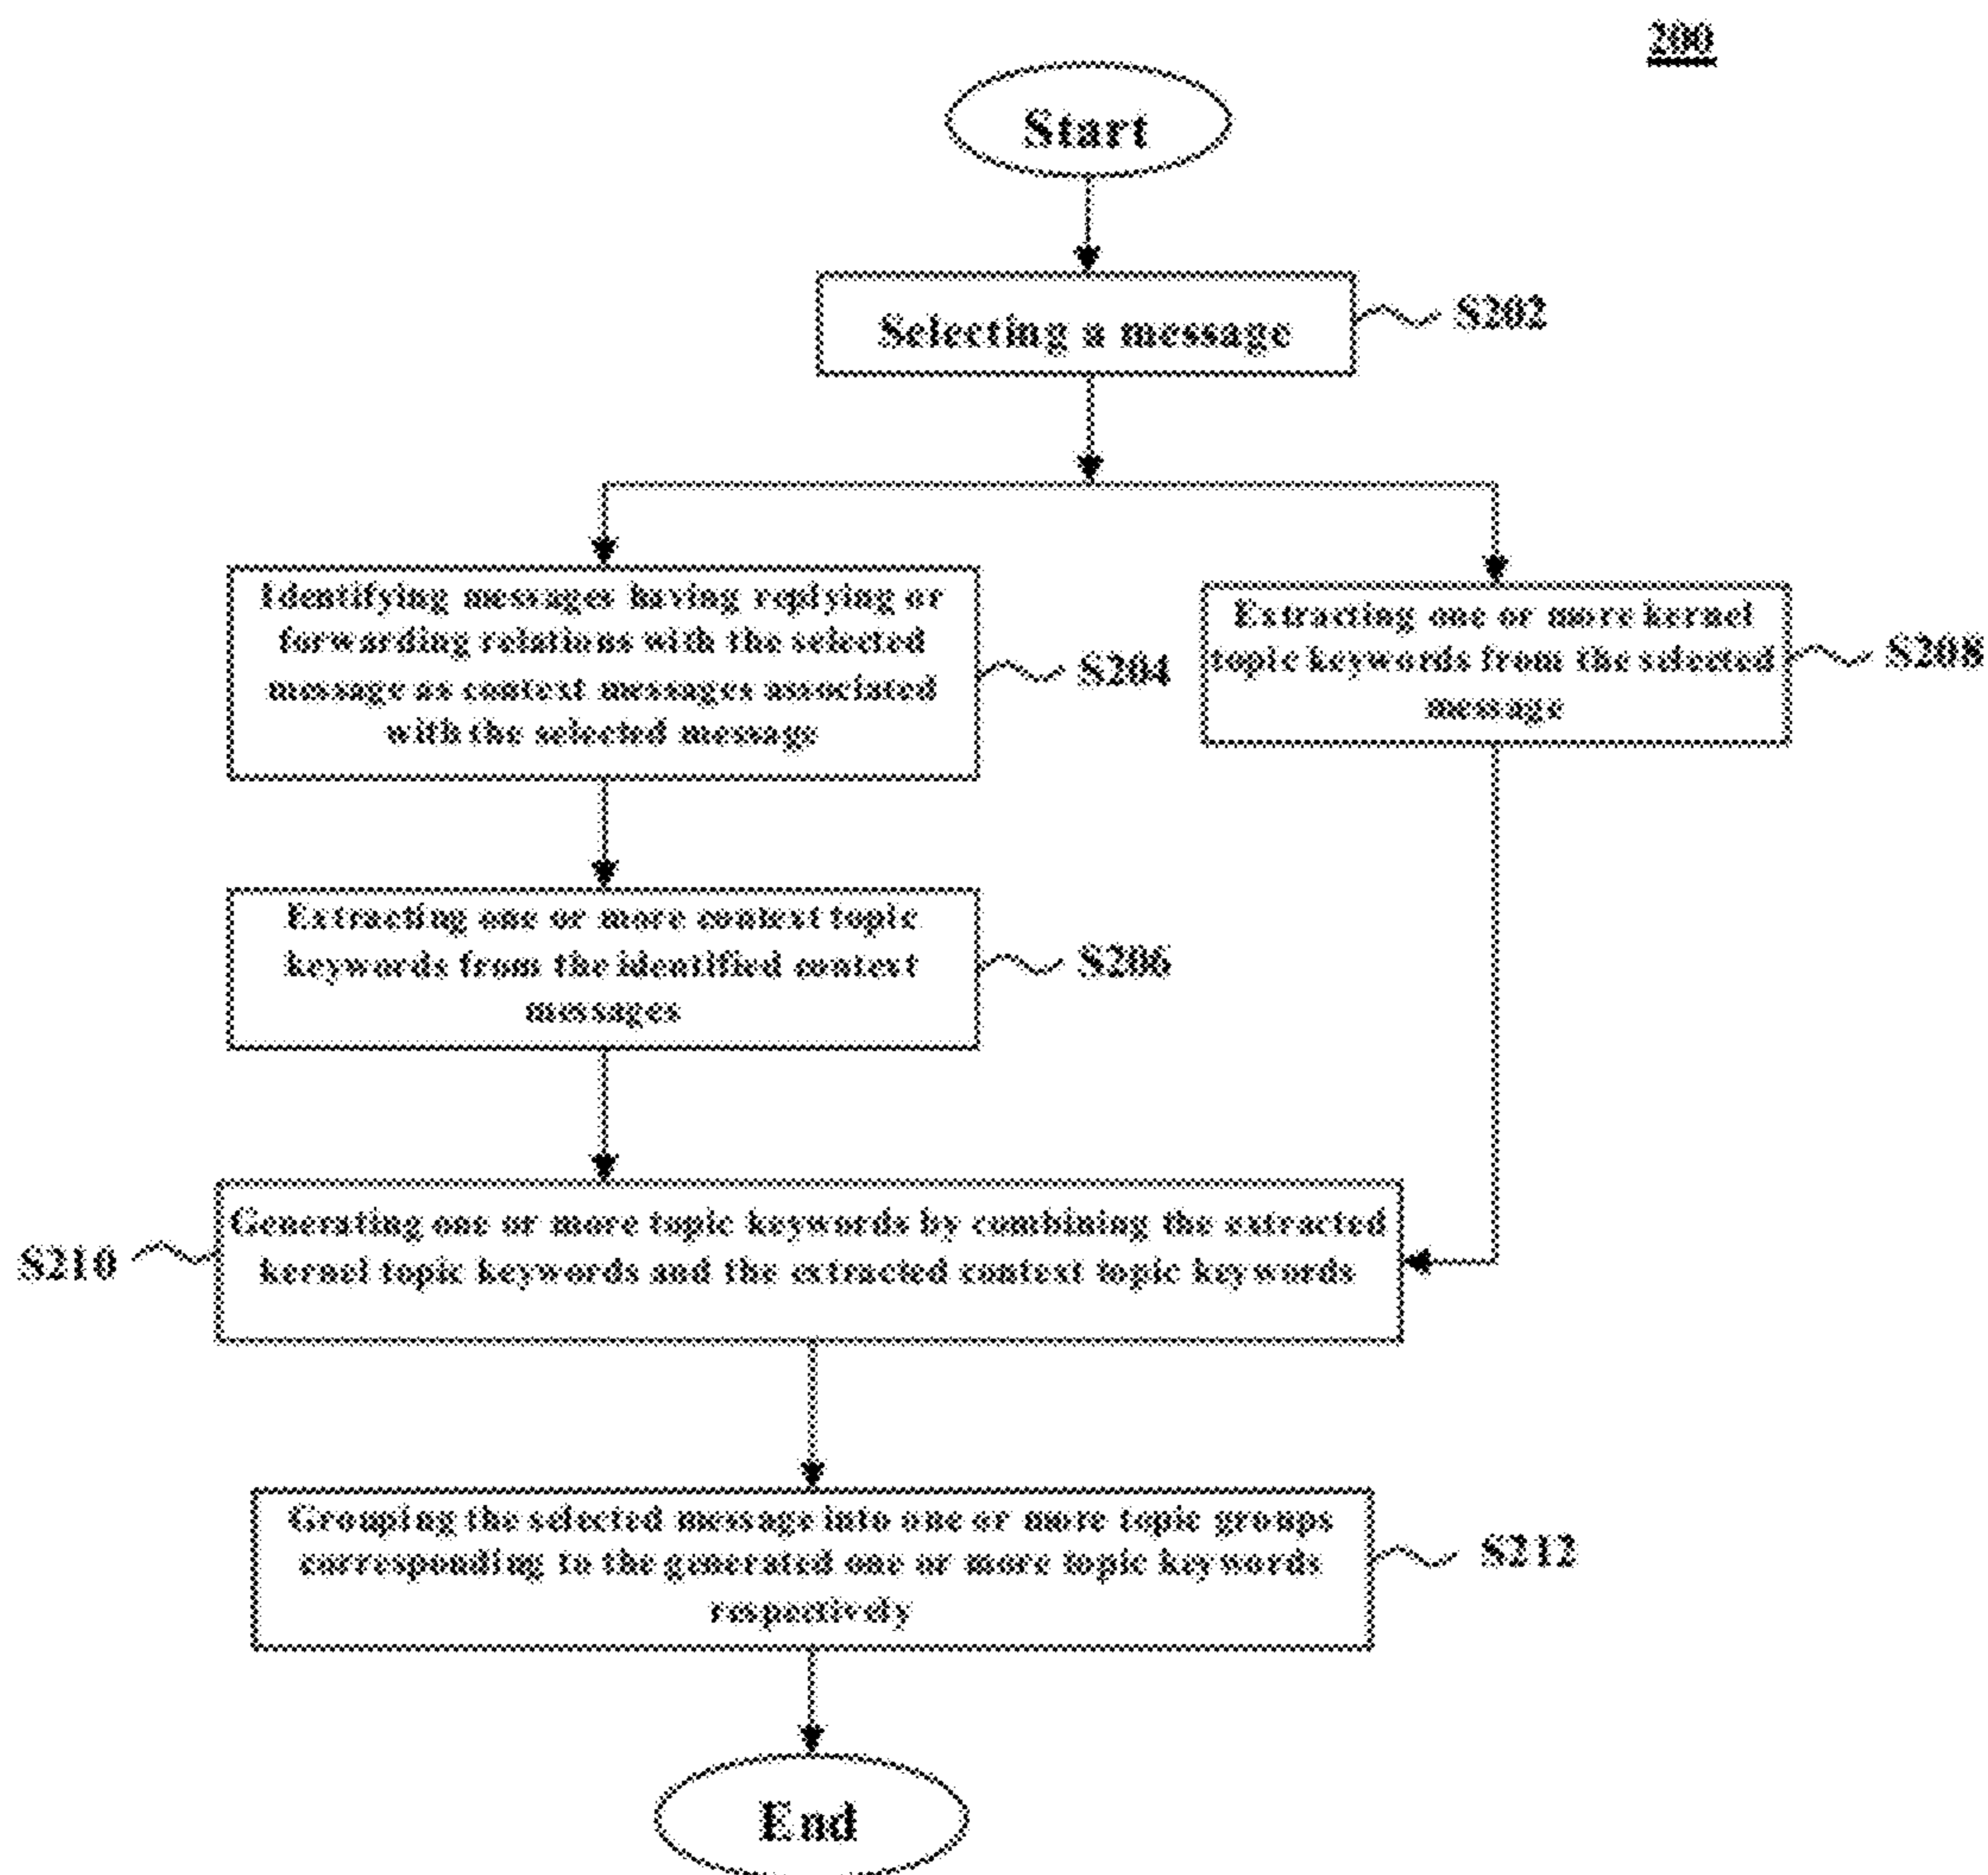 200
Start
Selecting a message
S202
Identifying messages having replying or
forwarding relations with the selected
message as context messages associated
with the selected message
S204
Extracting one or more kernel
topic keywords from the selected
message
S208
Extracting one or more context topic
keywords from the identified context
messages
S206
Generating one or more topic keywords by combining the extracted
kernel topic keywords and the extracted context topic keywords
S210
Grouping the selected message into one or more topic groups
corresponding to the generated one or more topic keywords
respectively
S212
End